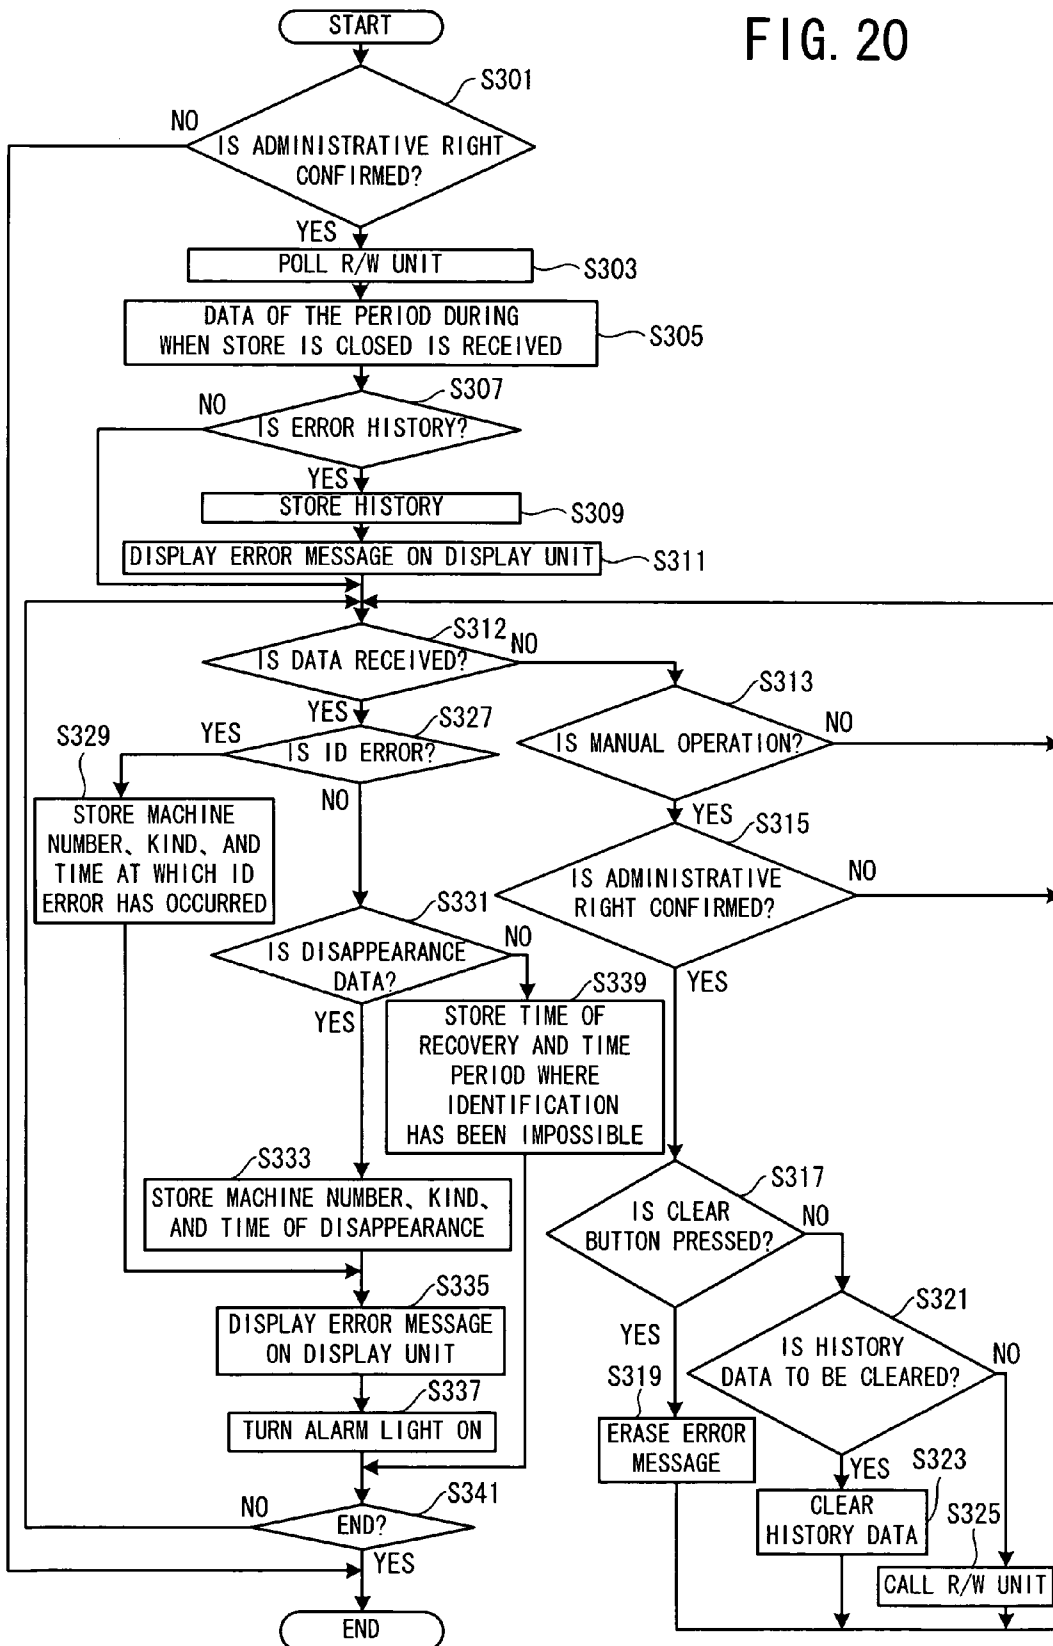 FIG. 20
START
S301
NO
IS ADMINISTRATIVE RIGHT
CONFIRMED?
YES
POLL R/W UNIT
S303
DATA OF THE PERIOD DURING
WHEN STORE IS CLOSED IS RECEIVED
S305
S307
NO
IS ERROR HISTORY?
YES
STORE HISTORY
S309
DISPLAY ERROR MESSAGE ON DISPLAY UNIT
S311
S312
NO
IS DATA RECEIVED?
YES
S313
NO
IS MANUAL OPERATION?
YES
S327
YES
IS ID ERROR?
NO
S329
STORE MACHINE
NUMBER、KIND、AND
TIME AT WHICH ID
ERROR HAS OCCURRED
S315
IS ADMINISTRATIVE
RIGHT CONFIRMED?
NO
YES
S331
IS DISAPPEARANCE
DATA?
NO
YES
S339
STORE TIME OF
RECOVERY AND TIME
PERIOD WHERE
IDENTIFICATION
HAS BEEN IMPOSSIBLE
S333
STORE MACHINE NUMBER、KIND、
AND TIME OF DISAPPEARANCE
S317
IS CLEAR
BUTTON PRESSED?
NO
YES
S335
DISPLAY ERROR MESSAGE
ON DISPLAY UNIT
S321
IS HISTORY
DATA TO BE CLEARED?
NO
YES
S319
ERASE ERROR
MESSAGE
S337
TURN ALARM LIGHT ON
S323
CLEAR
HISTORY DATA
S325
CALL R/W UNIT
S341
NO
END?
YES
END